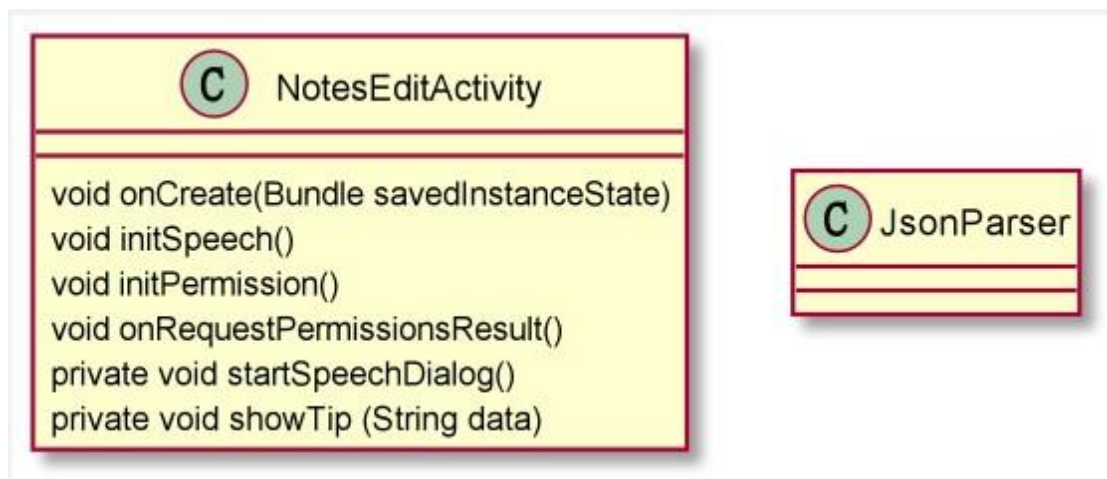 C NotesEditActivity
void onCreate(Bundle savedInstanceState)
void initSpeech()
void initPermission()
void onRequestPermissionsResult()
private void startSpeechDialog()
private void showTip (String data)
C JsonParser